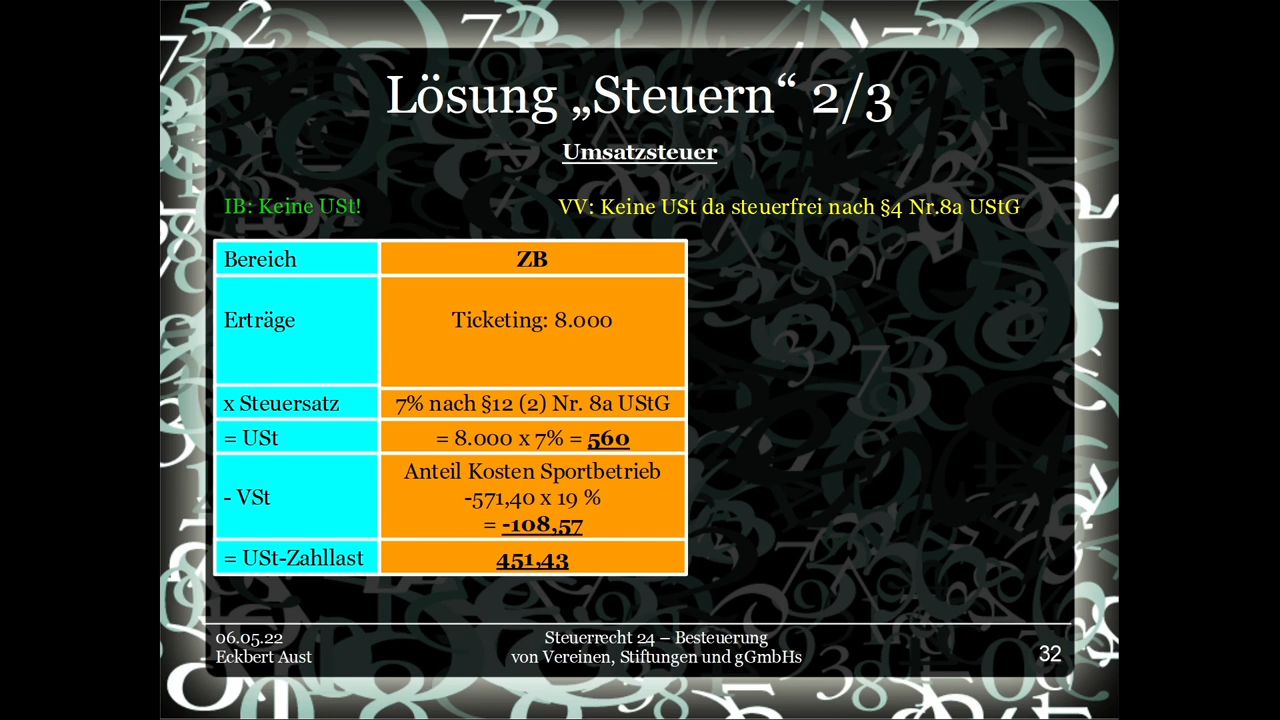 Lösung „Steuern“ 2/3
Umsatzsteuer
IB: Keine USt!
VV: Keine USt da steuerfrei nach §4 Nr.8a UStG
Bereich
ZB
Erträge
Ticketing: 8.000
x Steuersatz
7% nach §12 (2) Nr. 8a UStG
= USt
= 8.000 x 7% = 560
- VSt
Anteil Kosten Sportbetrieb
-571,40 x 19 %
= -108,57
= USt-Zahllast
451,43
06.05.22
Eckbert Aust
Steuerrecht 24 – Besteuerung
von Vereinen, Stiftungen und gGmbHs
32